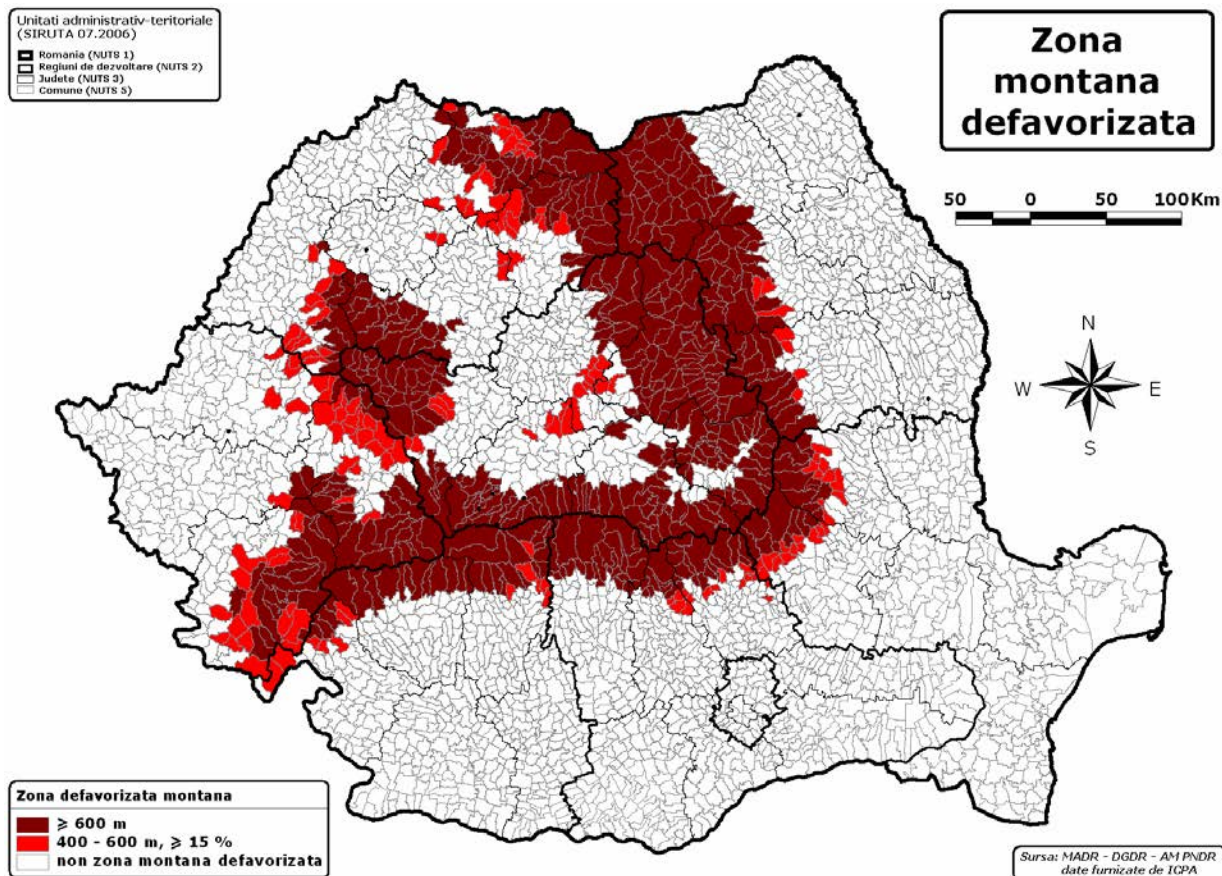 Unitati administrativ-teritoriale
(SIRUTA 07.2006)
Romania (NUTS 1)
Regiuni de dezvoltare (NUTS 2)
Judete (NUTS 3)
Comune (NUTS 5)
Zona
montana
defavorizata
50 0 50 100Km
N
W E
S
Zona defavorizata montana
≥ 600 m
400 - 600 m, ≥ 15 %
non zona montana defavorizata
Sursa: MADR - DGDR - AM PNDR
date furnizate de ICPA